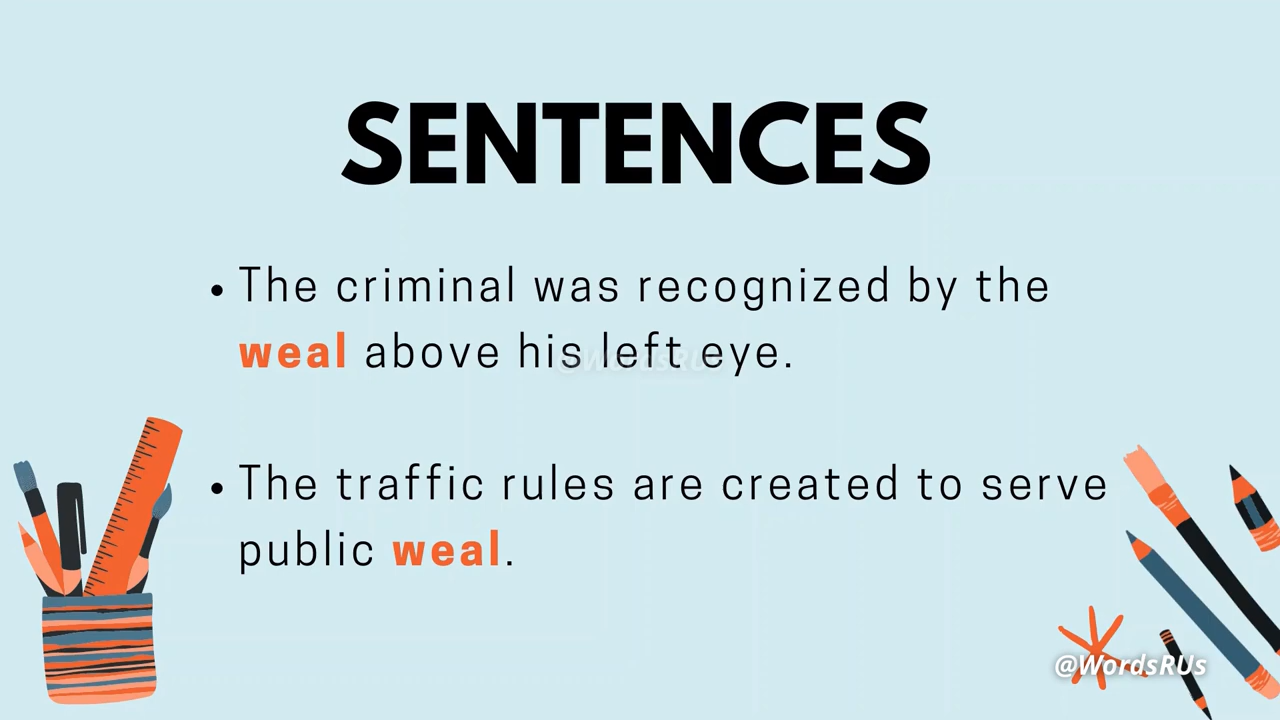 SENTENCES
• The criminal was recognized by the
weal above his left eye.
@WordsRUs
• The traffic rules are created to serve
public weal.
@WordsRUs